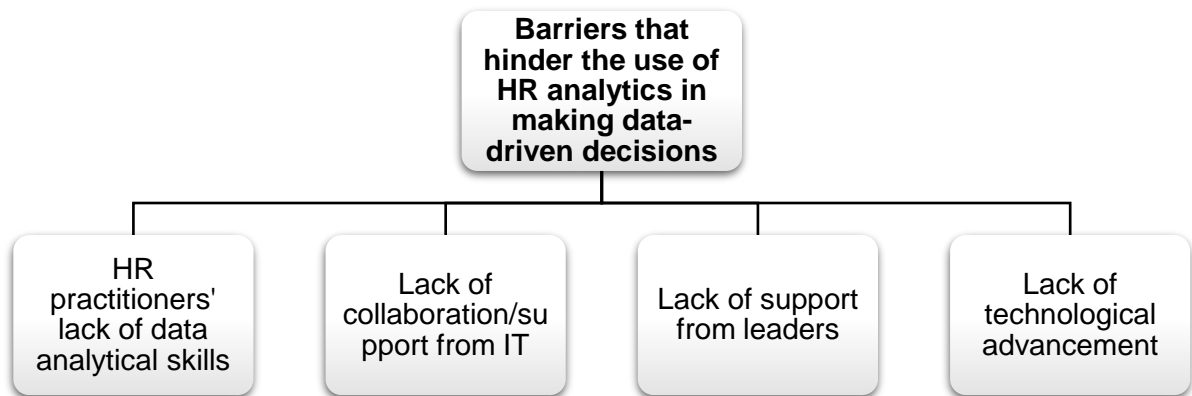 Barriers that
hinder the use of
HR analytics in
making data-
driven decisions
HR
practitioners'
lack of data
analytical skills
Lack of
collaboration/su
pport from IT
Lack of support
from leaders
Lack of
technological
advancement